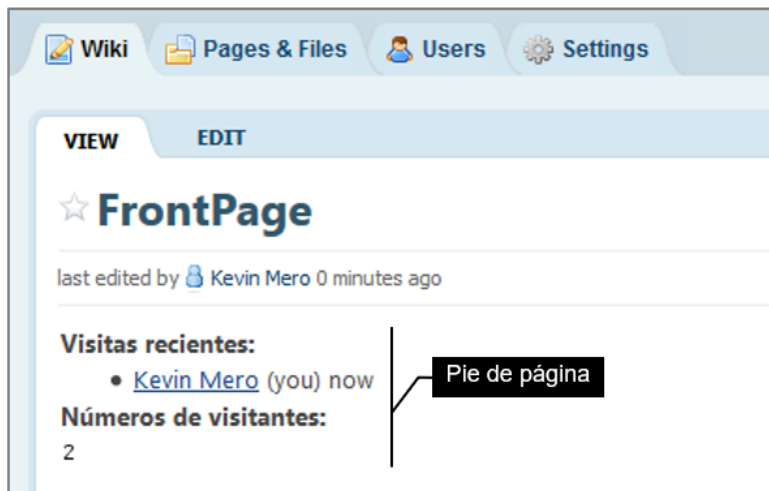 Wiki Pages & Files Users Settings
VIEW EDIT
FrontPage
last edited by Kevin Mero 0 minutes ago
Visitas recientes:
• Kevin Mero (you) now
Pie de página
Números de visitantes:
2